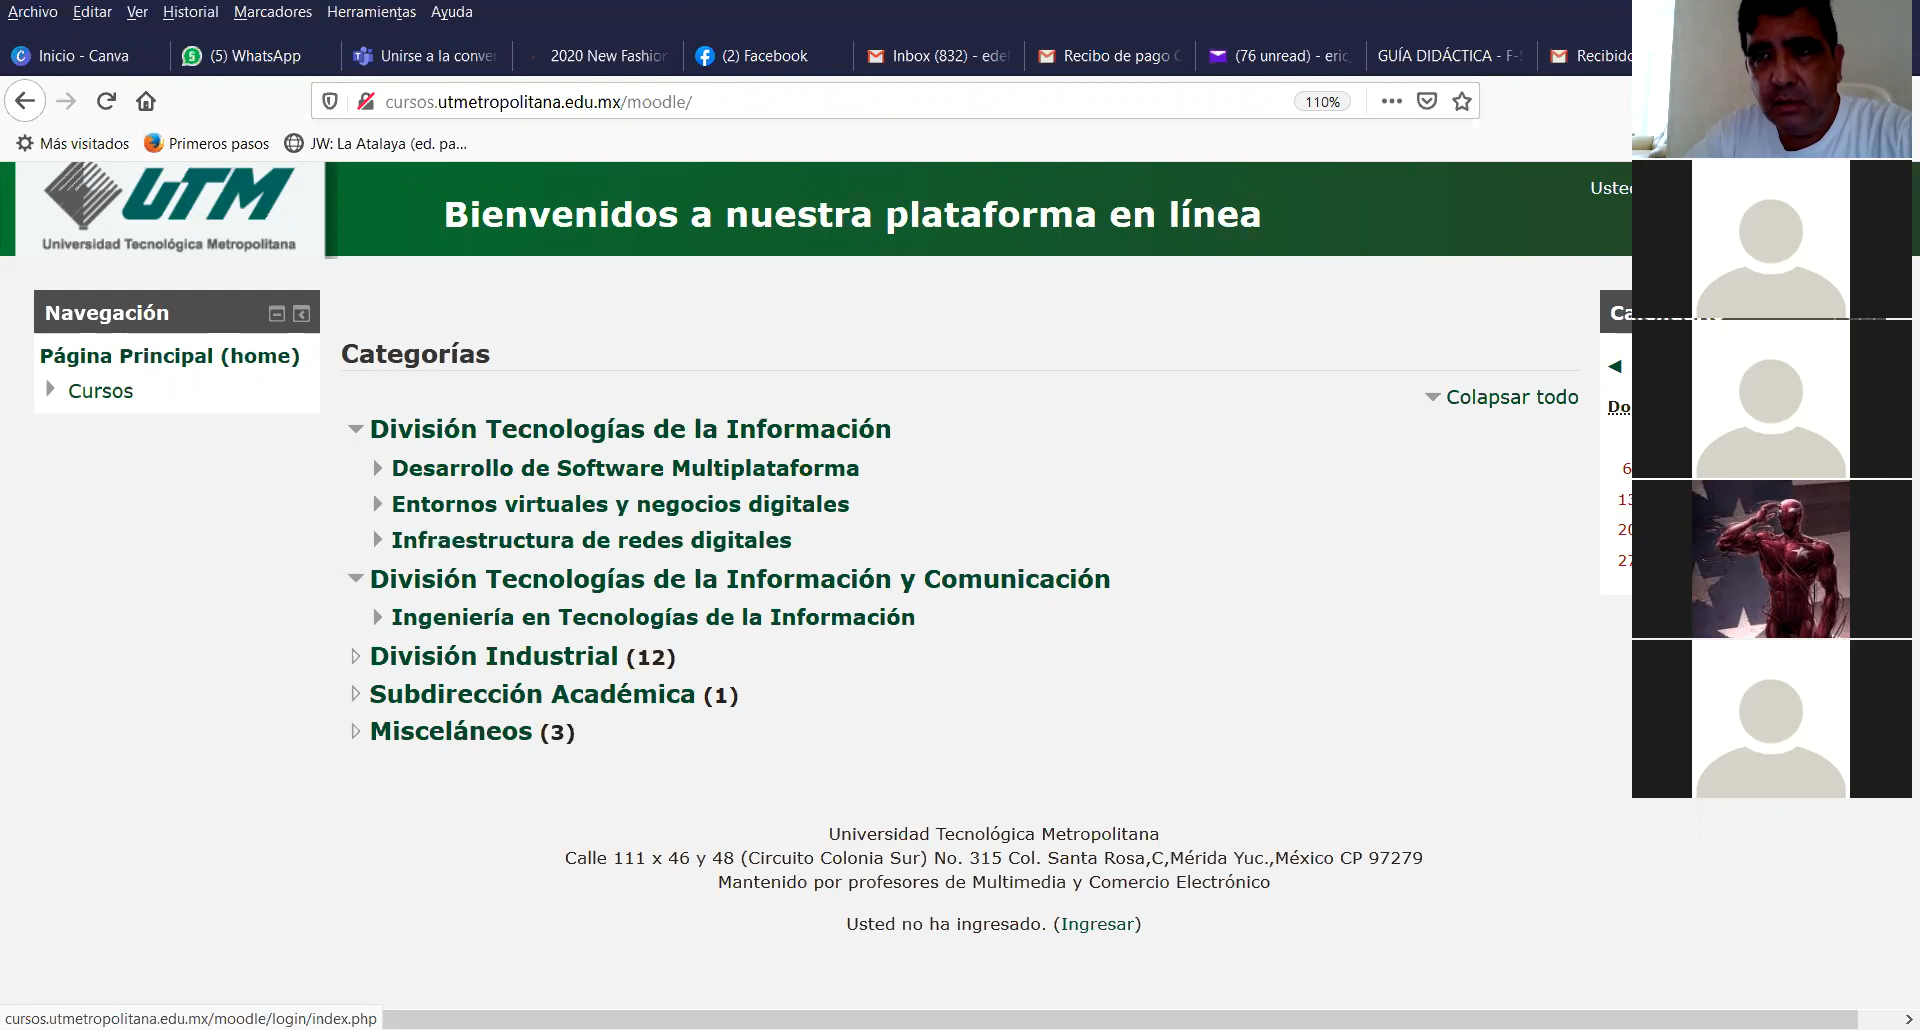 Archivo Editar Ver Historial Marcadores Herramientas Ayuda
Inicio - Canva (5) WhatsApp Unirse a la conver 2020 New Fashion (2) Facebook Inbox (832) - edel Recibo de pago (76 unread) - eric GUÍA DIDÁCTICA - F- Recibido
cursos.utmetropolitana.edu.mx/moodle/ 110%
Más visitados Primeros pasos JW: La Atalaya (ed. pa...
UTM
Universidad Tecnológica Metropolitana
Bienvenidos a nuestra plataforma en línea
Usted
Navegación
Página Principal (home)
Cursos
Categorías
Colapsar todo
División Tecnologías de la Información
Desarrollo de Software Multiplataforma
Entornos virtuales y negocios digitales
Infraestructura de redes digitales
División Tecnologías de la Información y Comunicación
Ingeniería en Tecnologías de la Información
División Industrial (12)
Subdirección Académica (1)
Misceláneos (3)
Do
6
13
20
27
Universidad Tecnológica Metropolitana
Calle 111 x 46 y 48 (Circuito Colonia Sur) No. 315 Col. Santa Rosa,C,Mérida Yuc.,México CP 97279
Mantenido por profesores de Multimedia y Comercio Electrónico
Usted no ha ingresado. (Ingresar)
cursos.utmetropolitana.edu.mx/moodle/login/index.php